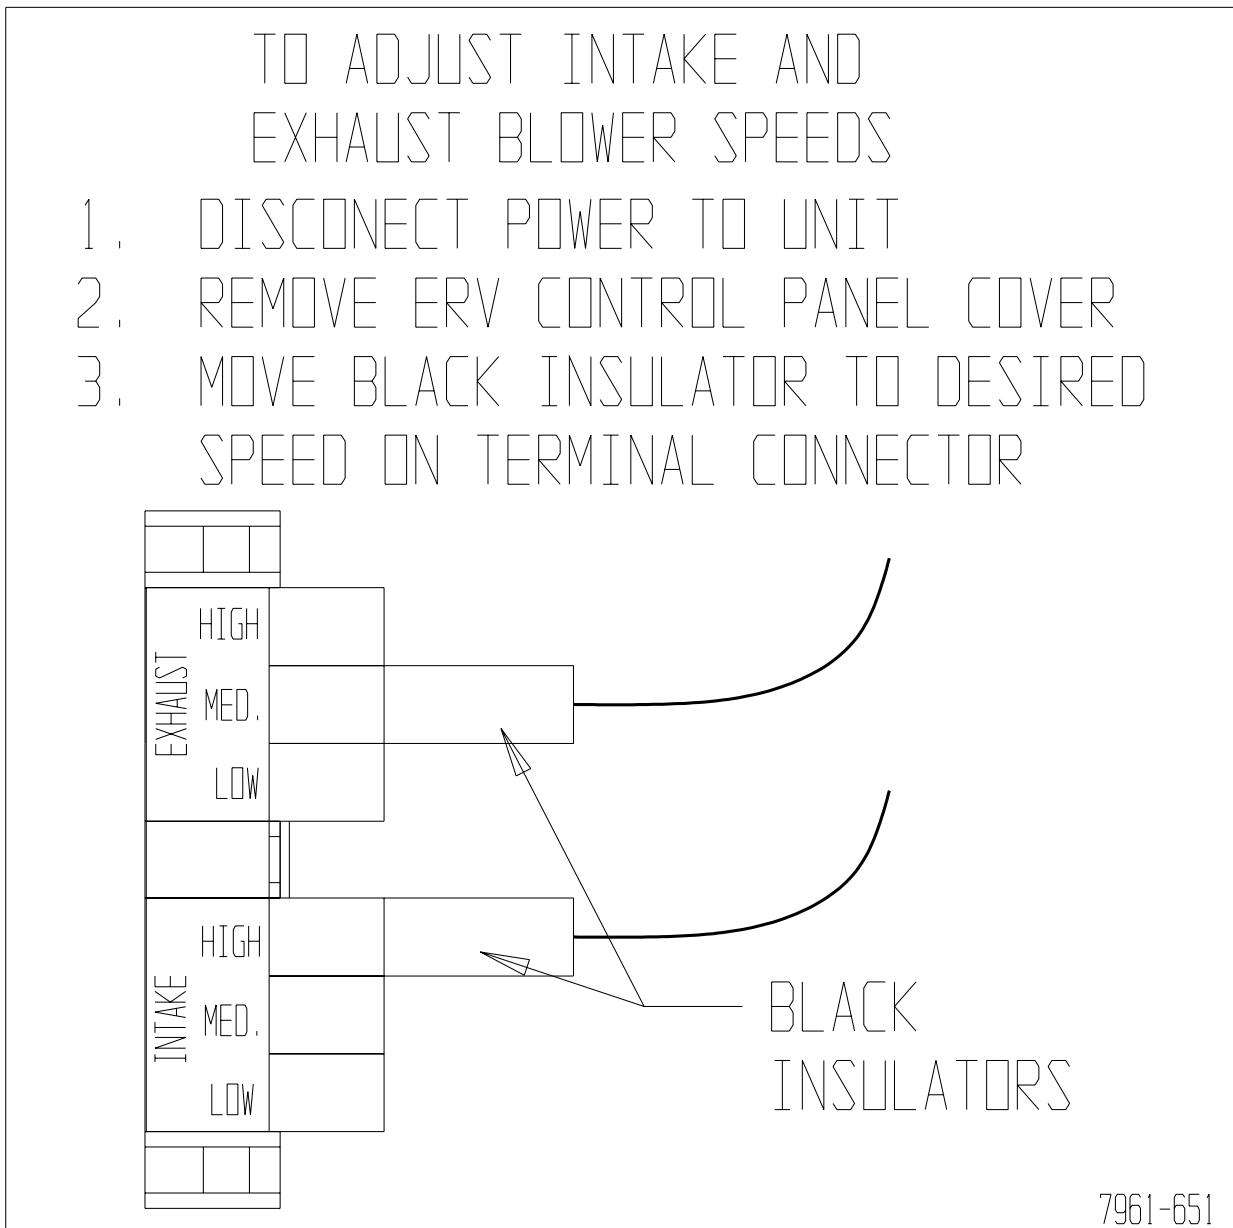 TO ADJUST INTAKE AND
EXHAUST BLOWER SPEEDS
1. DISCONECT POWER TO UNIT
2. REMOVE ERV CONTROL PANEL COVER
3. MOVE BLACK INSULATOR TO DESIRED
SPEED ON TERMINAL CONNECTOR
EXHAUST
HIGH
MED.
LOW
INTAKE
HIGH
MED.
LOW
BLACK
INSULATORS
7961-651